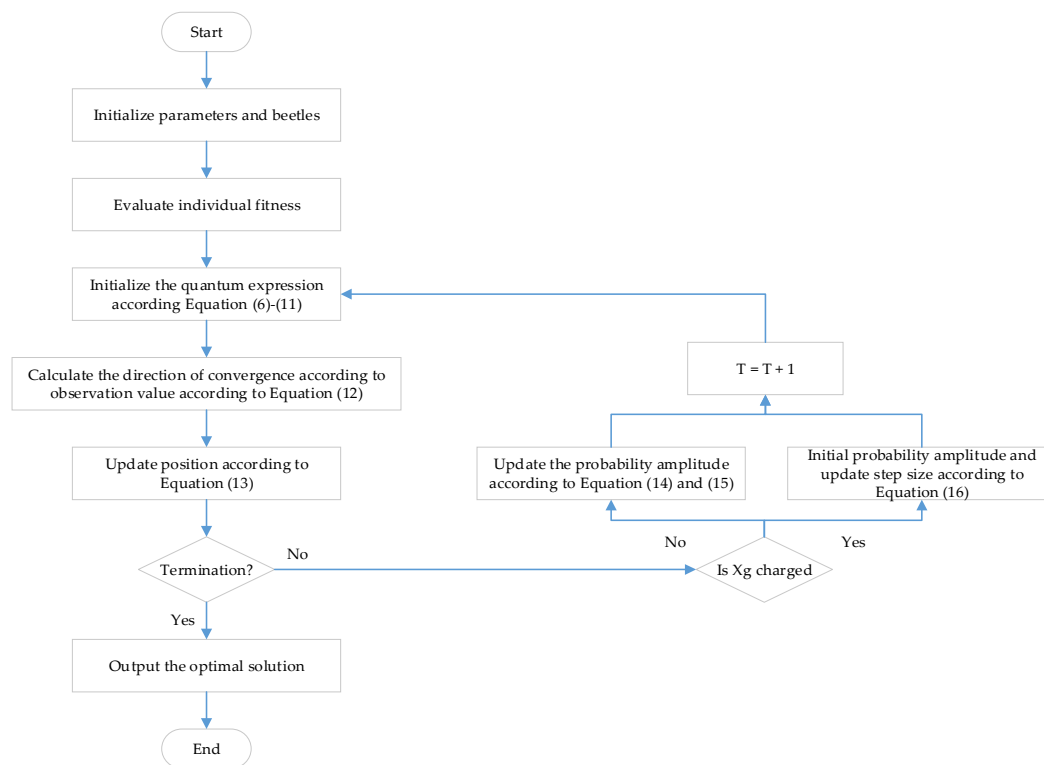 Start
Initialize parameters and beetles
Evaluate individual fitness
Initialize the quantum expression
according Equation (6)-(11)
Calculate the direction of convergence according to
observation value according to Equation (12)
Update position according to
Equation (13)
Termination?
No
Yes
Output the optimal solution
End
Is Xg charged
No
Yes
Update the probability amplitude
according to Equation (14) and (15)
Initial probability amplitude and
update step size according to
Equation (16)
T = T + 1